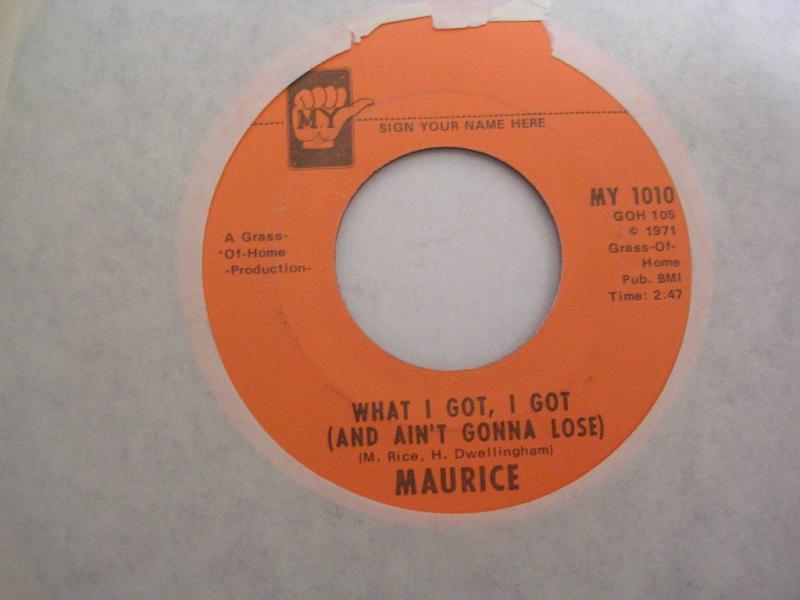 MY
SIGN YOUR NAME HERE
A Grass-
Of-Home
-Production-
MY 1010
GOH 105
© 1971
Grass-Of-
Home
Pub. BMI
Time: 2:47
WHAT I GOT, I GOT
(AND AIN'T GONNA LOSE)
(M. Rice, H. Dwellingham)
MAURICE